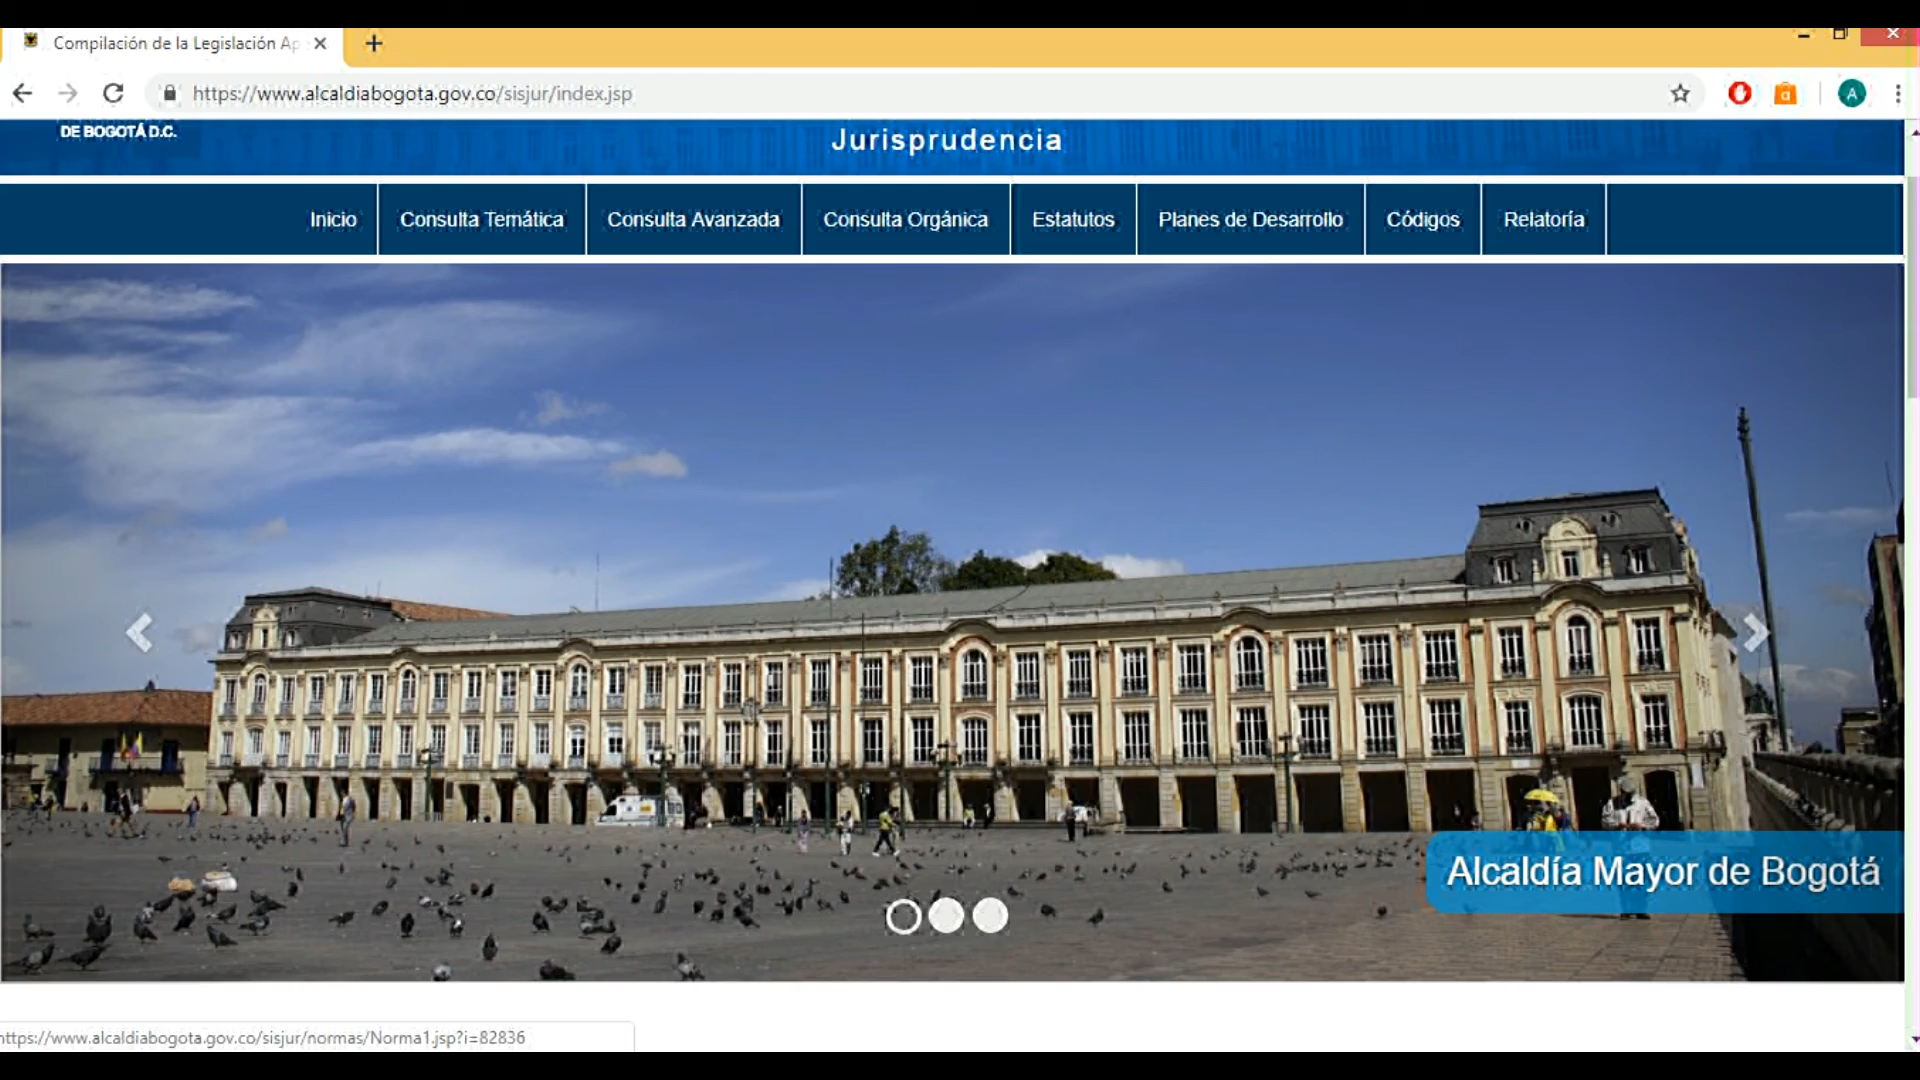 Compilación de la Legislación Ap
https://www.alcaldiabogota.gov.co/sisjur/index.jsp
A
DE BOGOTÁ D.C.
Jurisprudencia
Inicio Consulta Temática Consulta Avanzada Consulta Orgánica Estatutos Planes de Desarrollo Códigos Relatoría
Alcaldía Mayor de Bogotá
https://www.alcaldiabogota.gov.co/sisjur/normas/Norma1.jsp?i=82836